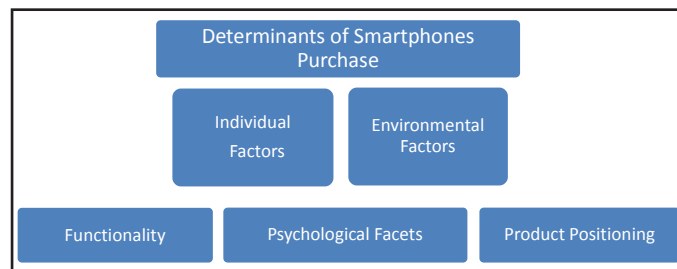 Determinants of Smartphones
Purchase
Individual
Factors
Environmental
Factors
Functionality
Psychological Facets
Product Positioning